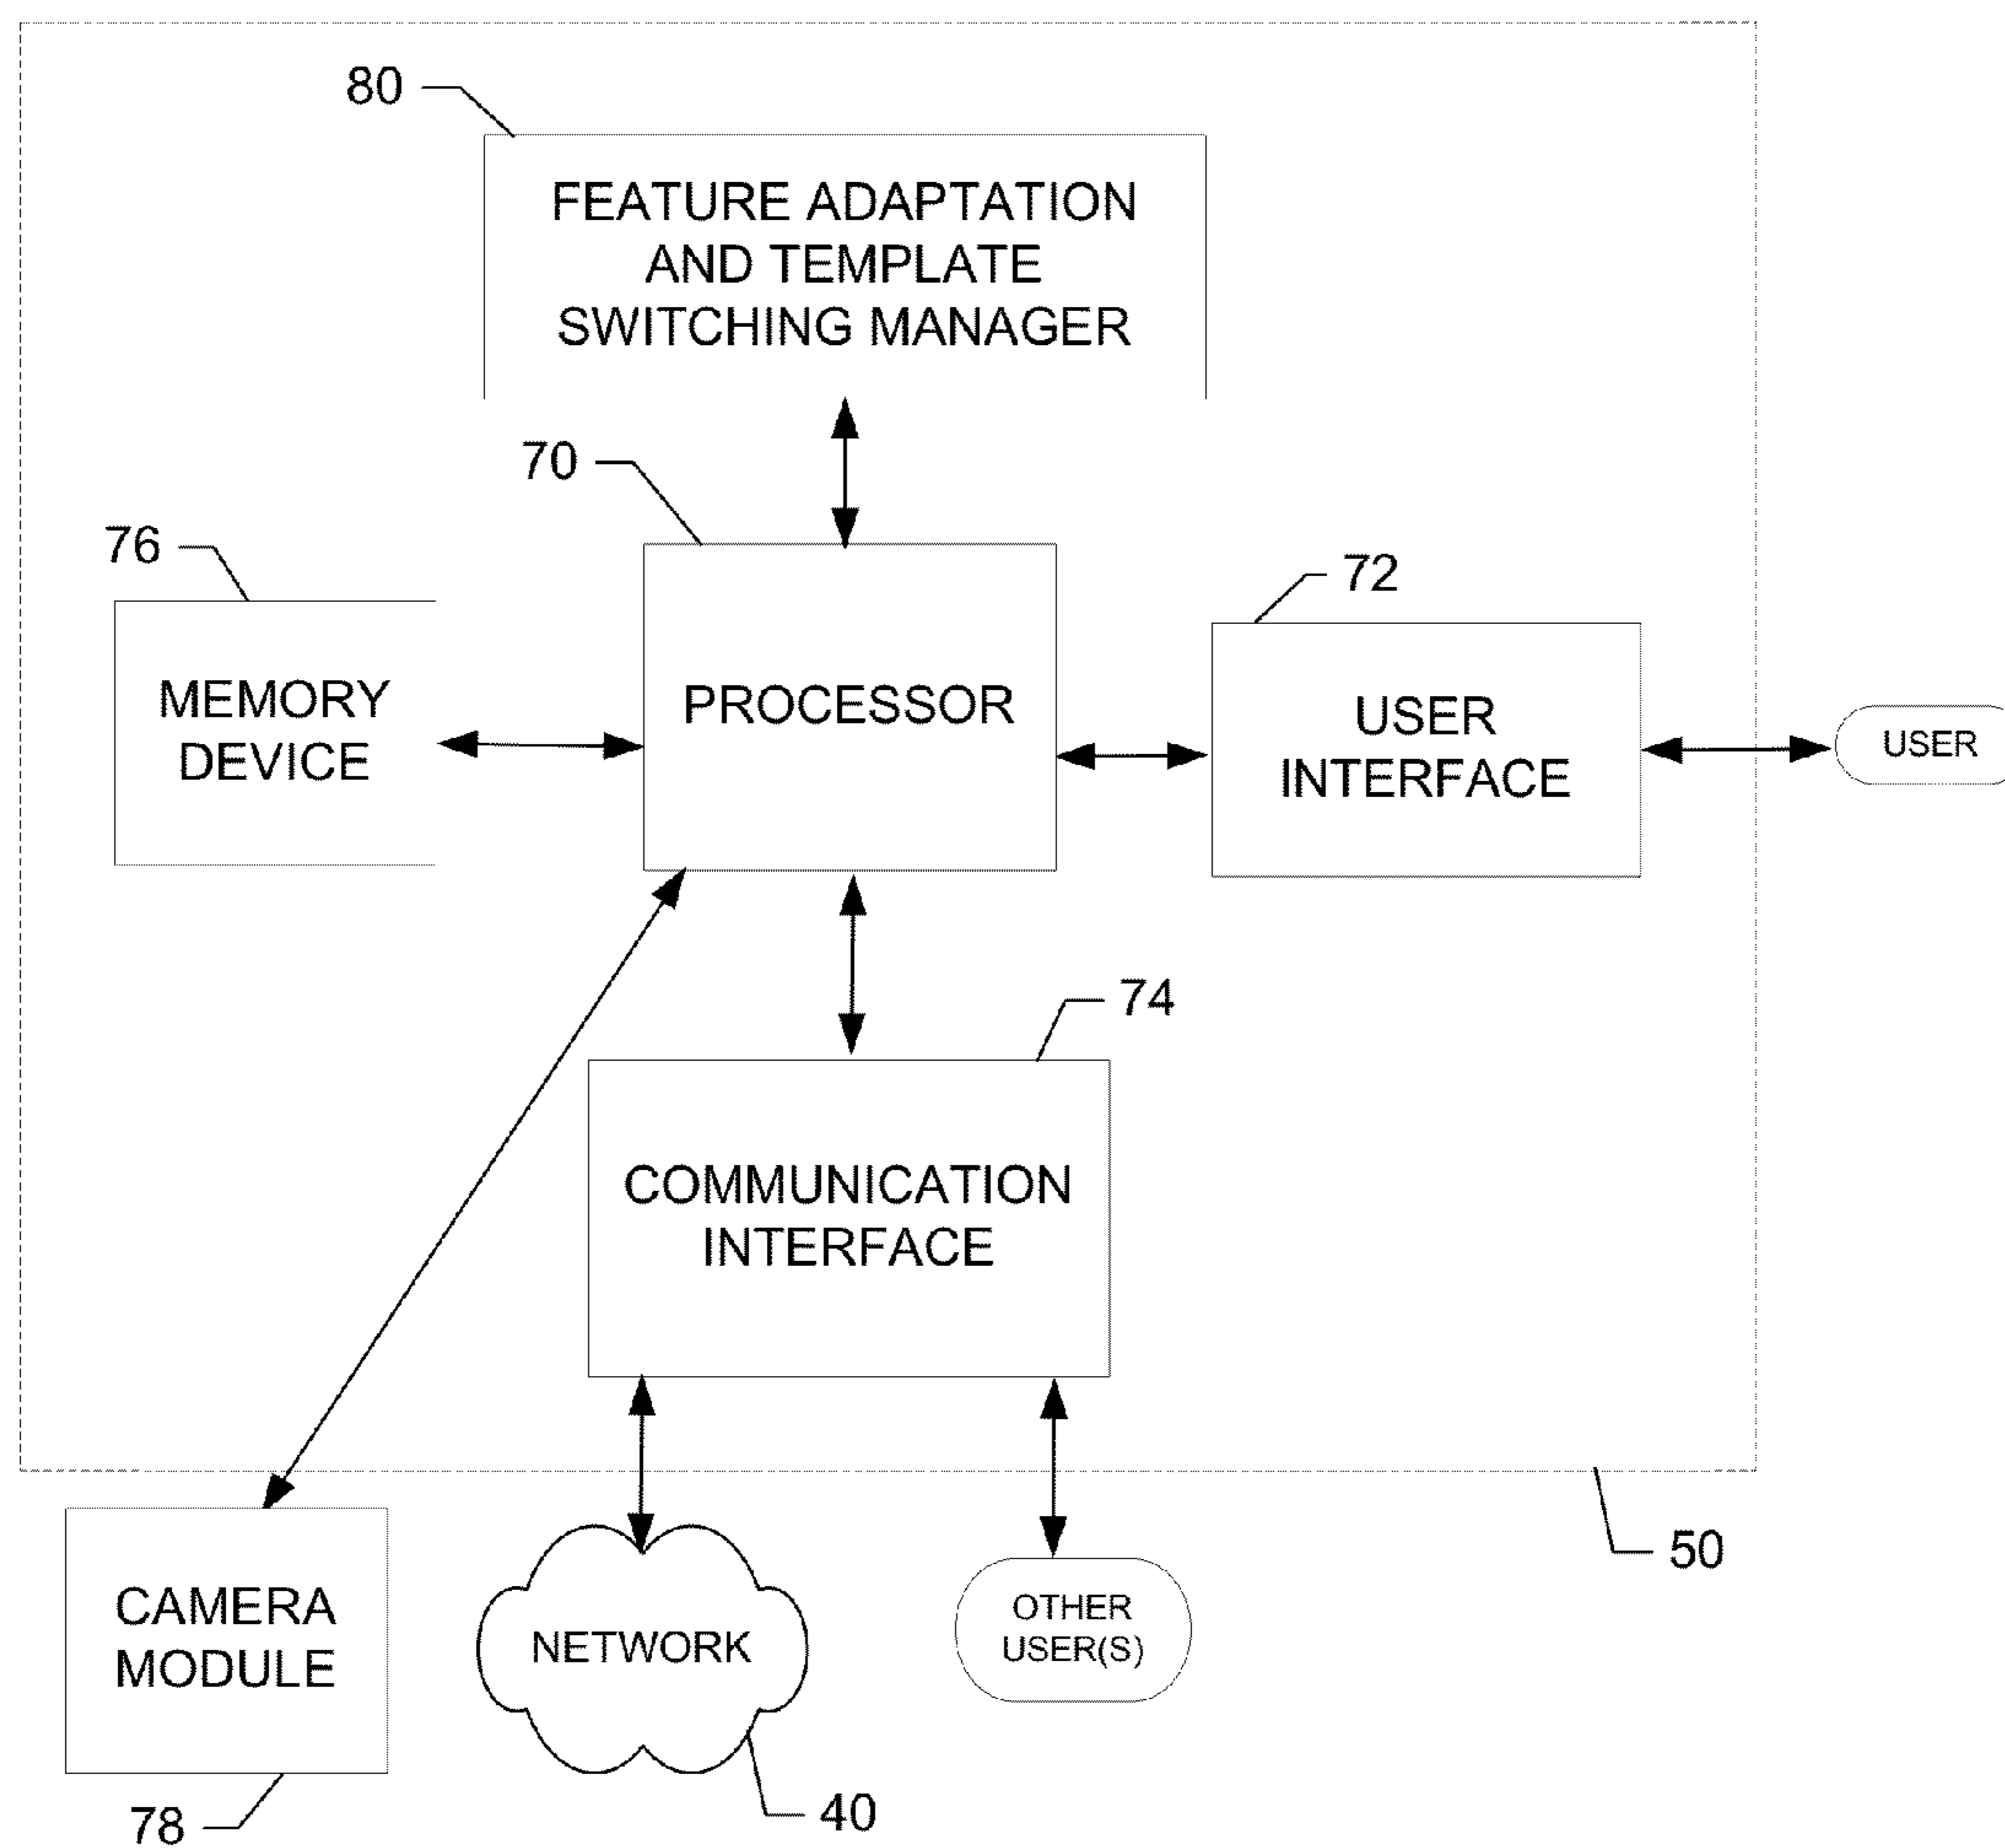 80
FEATURE ADAPTATION
AND TEMPLATE
SWITCHING MANAGER
70
76
72
MEMORY
DEVICE
PROCESSOR
USER
INTERFACE
USER
74
COMMUNICATION
INTERFACE
50
CAMERA
MODULE
NETWORK
OTHER
USER(S)
78
40